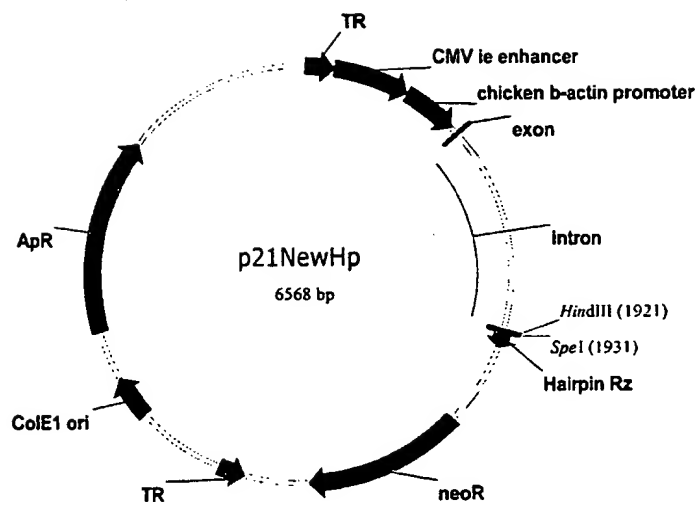 TR
CMV ie enhancer
chicken b-actin promoter
exon
intron
HindIII (1921)
SpeI (1931)
Hairpin Rz
neoR
TR
ColE1 ori
ApR
p21NewHp
6568 bp